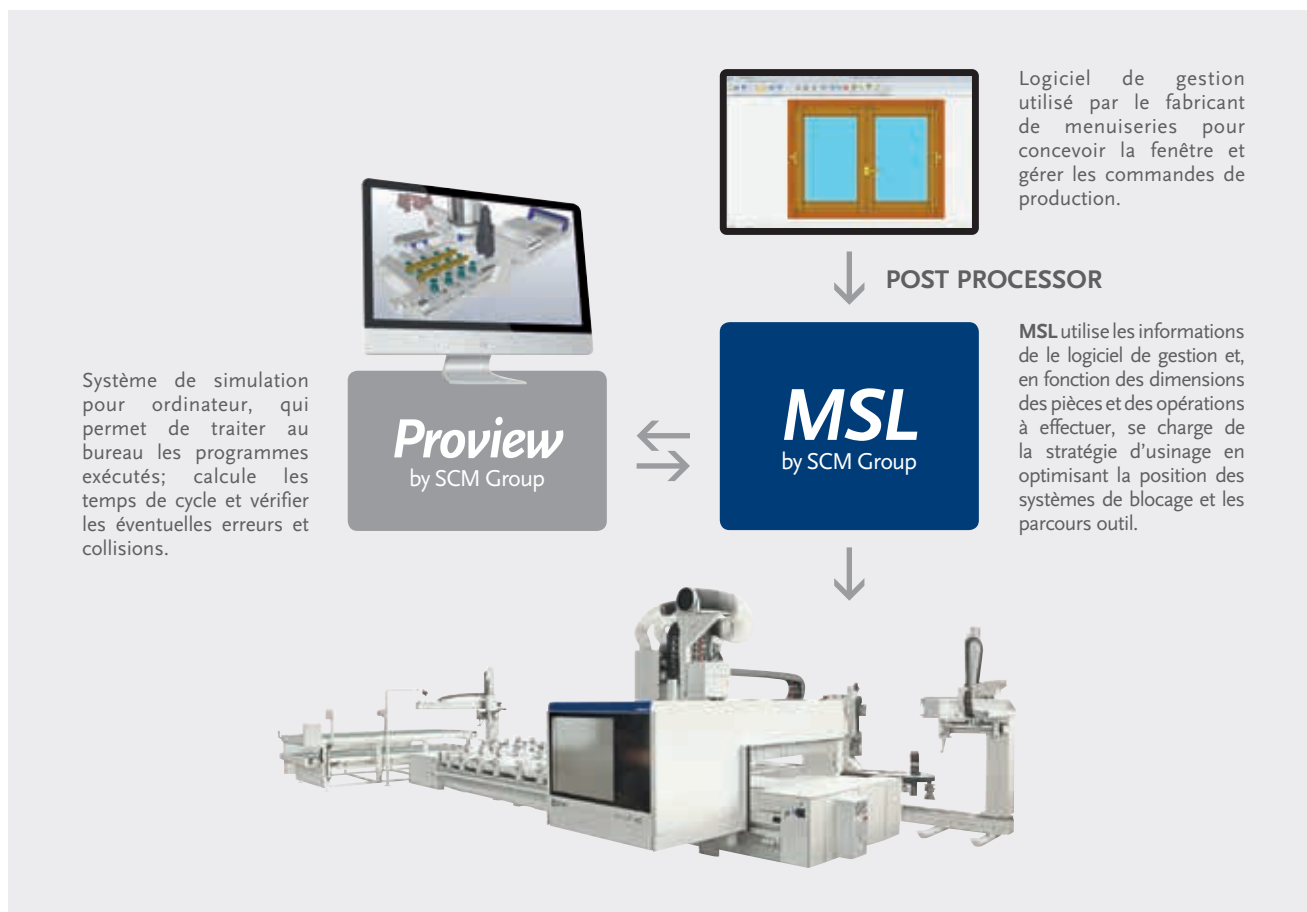 Logiciel de gestion
utilisé par le fabricant
de menuiseries pour
concevoir la fenêtre et
gérer les commandes de
production.
POST PROCESSOR
MSL utilise les informations
de le logiciel de gestion et,
en fonction des dimensions
des pièces et des opérations
à effectuer, se charge de
la stratégie d'usinage en
optimisant la position des
systèmes de blocage et les
parcours outil.
MSL
by SCM Group
Proview
by SCM Group
Système de simulation
pour ordinateur, qui
permet de traiter au
bureau les programmes
exécutés; calcule les
temps de cycle et vérifier
les éventuelles erreurs et
collisions.